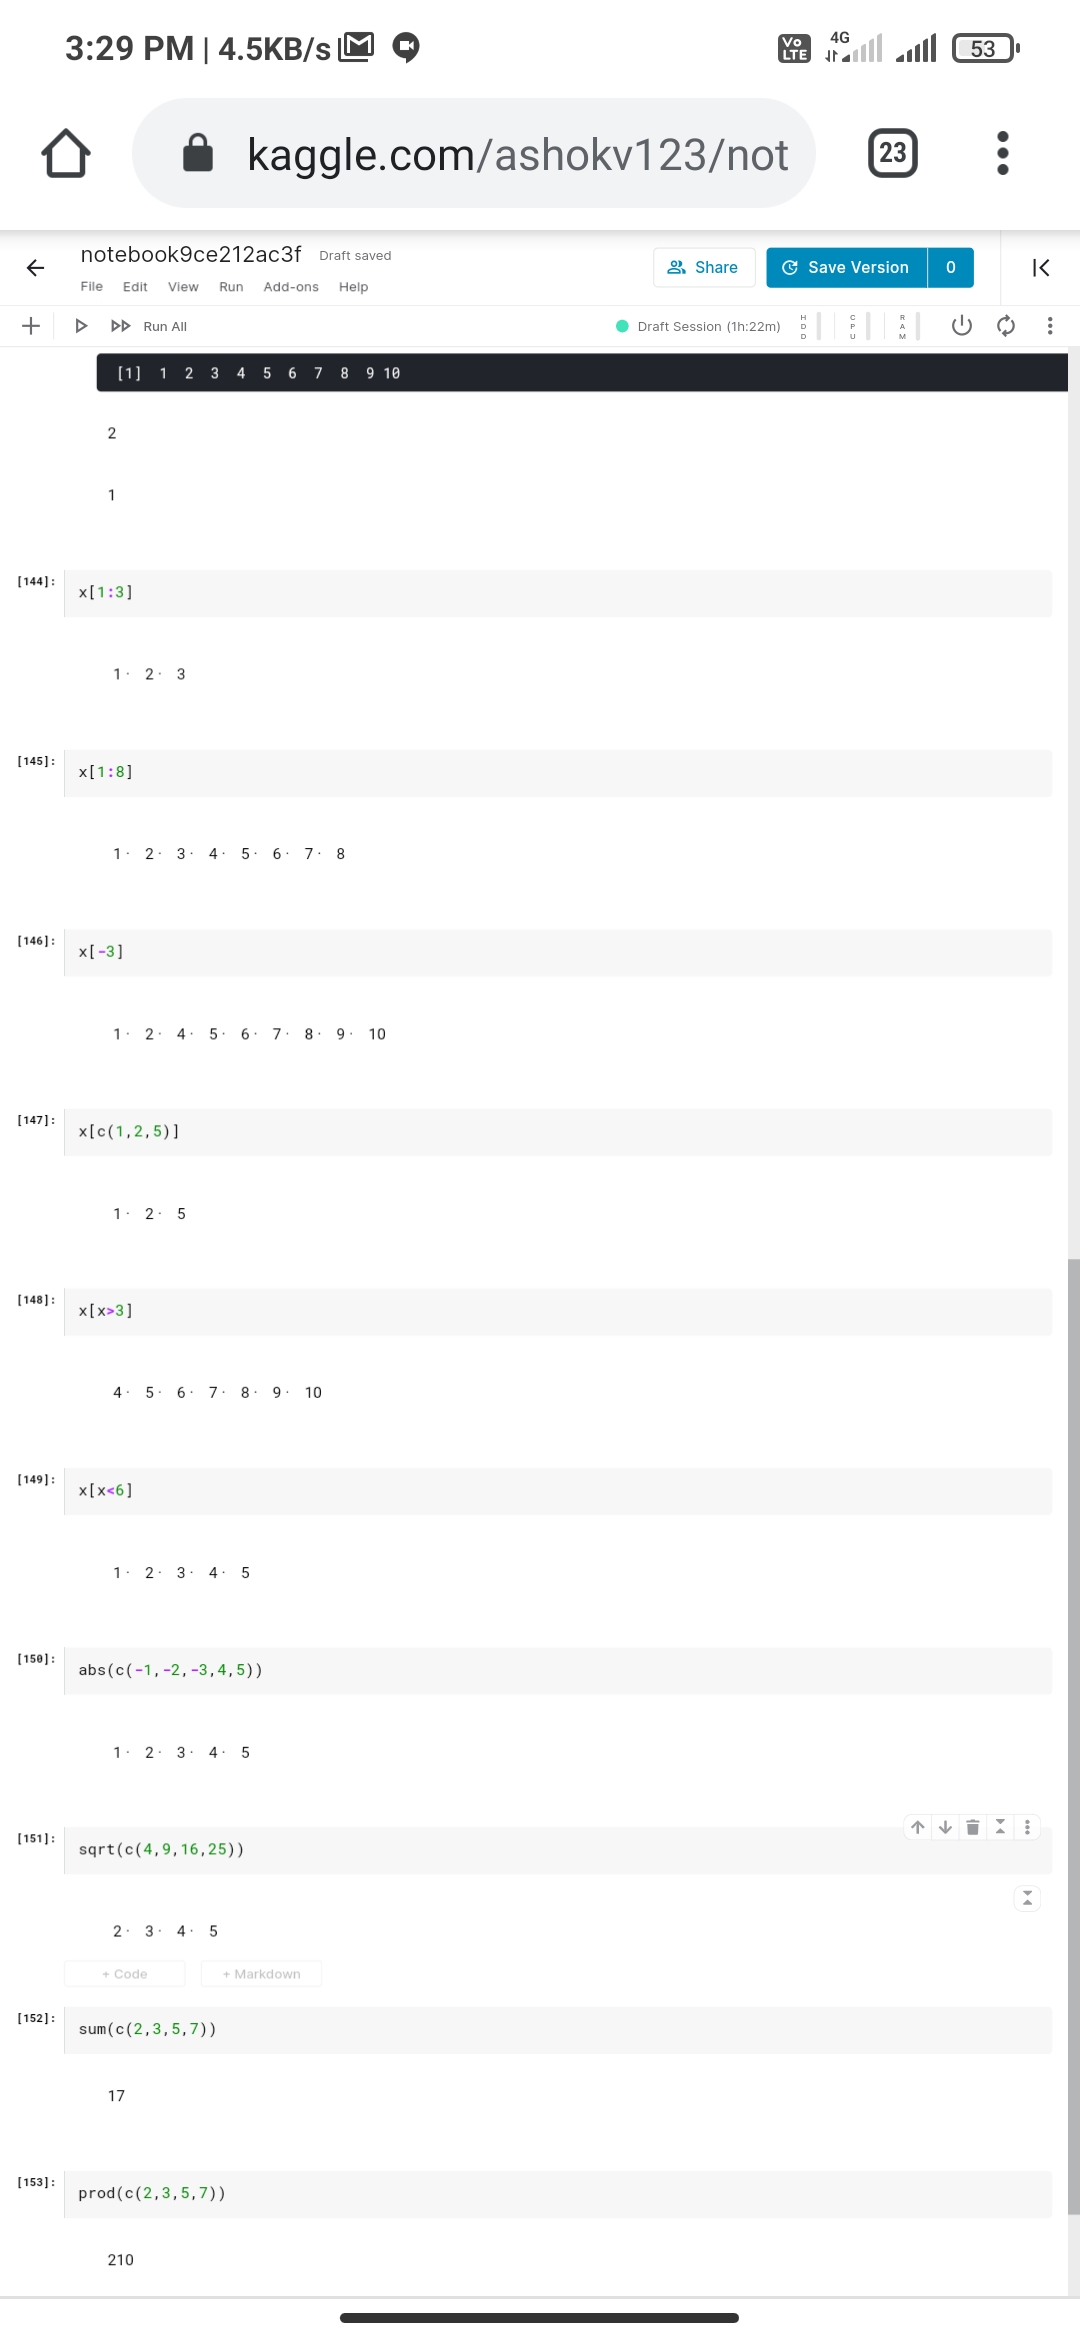 3:29 PM | 4.5KB/s
Vo LTE 4G 53
kaggle.com/ashokv123/not
23
notebook9ce212ac3f Draft saved
File Edit View Run Add-ons Help
Share
Save Version 0
Run All
Draft Session (1h:22m)
HDD CPU RAM
[1] 1 2 3 4 5 6 7 8 9 10
2
1
[144]:
x[1:3]
1· 2· 3
[145]:
x[1:8]
1· 2· 3· 4· 5· 6· 7· 8
[146]:
x[-3]
1· 2· 4· 5· 6· 7· 8· 9· 10
[147]:
x[c(1,2,5)]
1· 2· 5
[148]:
x[x>3]
4· 5· 6· 7· 8· 9· 10
[149]:
x[x<6]
1· 2· 3· 4· 5
[150]:
abs(c(-1,-2,-3,4,5))
1· 2· 3· 4· 5
[151]:
sqrt(c(4,9,16,25))
2· 3· 4· 5
+ Code + Markdown
[152]:
sum(c(2,3,5,7))
17
[153]:
prod(c(2,3,5,7))
210